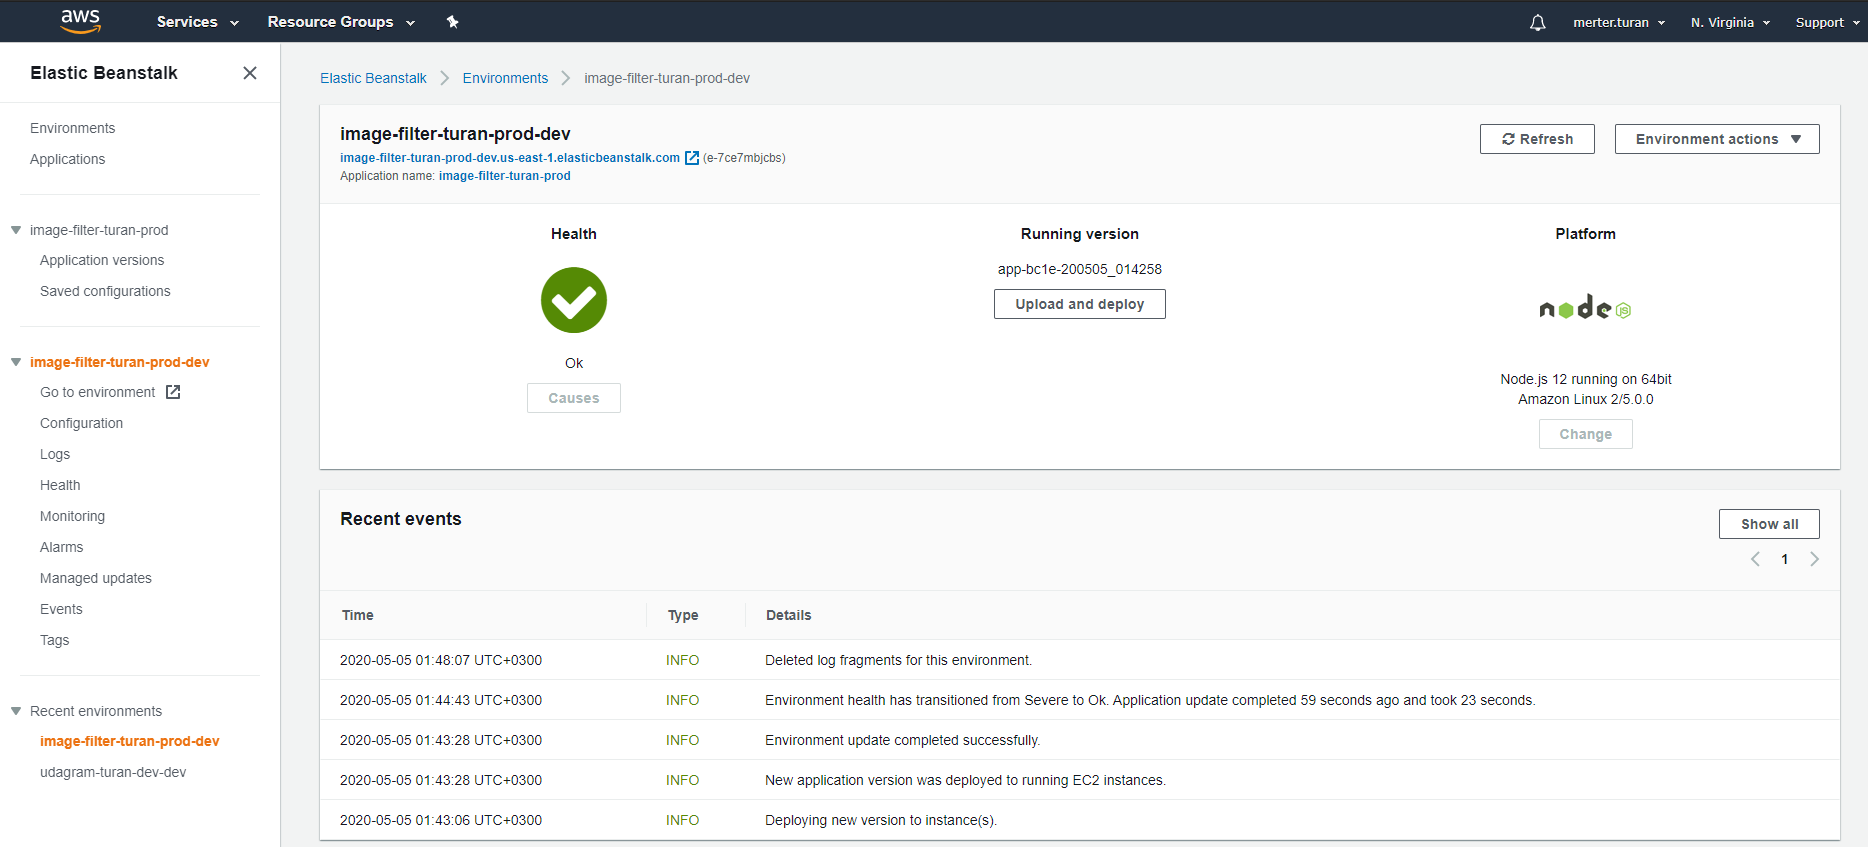 aws Services Resource Groups merter.turan N. Virginia Support
Elastic Beanstalk
Environments
Applications
image-filter-turan-prod
Application versions
Saved configurations
image-filter-turan-prod-dev
Go to environment
Configuration
Logs
Health
Monitoring
Alarms
Managed updates
Events
Tags
Recent environments
image-filter-turan-prod-dev
udagram-turan-dev-dev
Elastic Beanstalk Environments image-filter-turan-prod-dev
image-filter-turan-prod-dev
image-filter-turan-prod-dev.us-east-1.elasticbeanstalk.com (e-7ce7mbjcbs)
Application name: image-filter-turan-prod
Refresh Environment actions
Health
Ok
Causes
Running version
app-bc1e-200505_014258
Upload and deploy
Platform
node JS
Node.js 12 running on 64bit
Amazon Linux 2/5.0.0
Change
Recent events
Show all
1
Time Type Details
2020-05-05 01:48:07 UTC+0300 INFO Deleted log fragments for this environment.
2020-05-05 01:44:43 UTC+0300 INFO Environment health has transitioned from Severe to Ok. Application update completed 59 seconds ago and took 23 seconds.
2020-05-05 01:43:28 UTC+0300 INFO Environment update completed successfully.
2020-05-05 01:43:28 UTC+0300 INFO New application version was deployed to running EC2 instances.
2020-05-05 01:43:06 UTC+0300 INFO Deploying new version to instance(s).